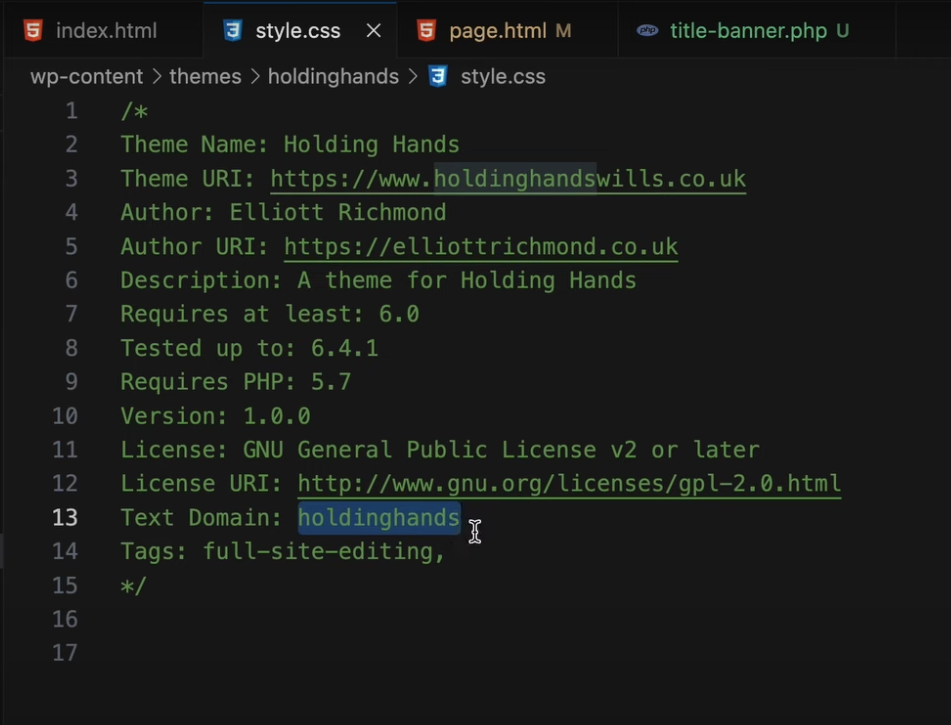 index.html style.css page.html M title-banner.php U
wp-content > themes > holdinghands > style.css
1 /*
2 Theme Name: Holding Hands
3 Theme URI: https://www.holdinghandswills.co.uk
4 Author: Elliott Richmond
5 Author URI: https://elliottrichmond.co.uk
6 Description: A theme for Holding Hands
7 Requires at least: 6.0
8 Tested up to: 6.4.1
9 Requires PHP: 5.7
10 Version: 1.0.0
11 License: GNU General Public License v2 or later
12 License URI: http://www.gnu.org/licenses/gpl-2.0.html
13 Text Domain: holdinghands
14 Tags: full-site-editing,
15 */
16
17